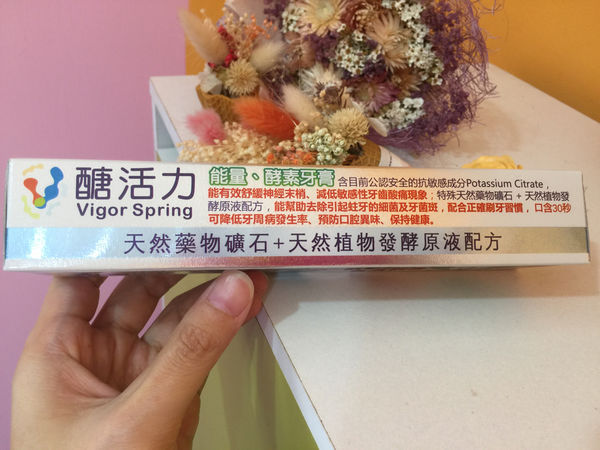 醣活力
Vigor Spring
能量、酵素牙膏 含目前公認安全的抗敏感成分Potassium Citrate，
能有效舒緩神經末梢、減低敏感性牙齒酸痛現象；特殊天然藥物礦石 + 天然植物發
酵原液配方，能幫助去除引起蛀牙的細菌及牙菌斑，配合正確刷牙習慣，口含30秒
可降低牙周病發生率、預防口腔異味、保持健康。
天然藥物礦石+天然植物發酵原液配方